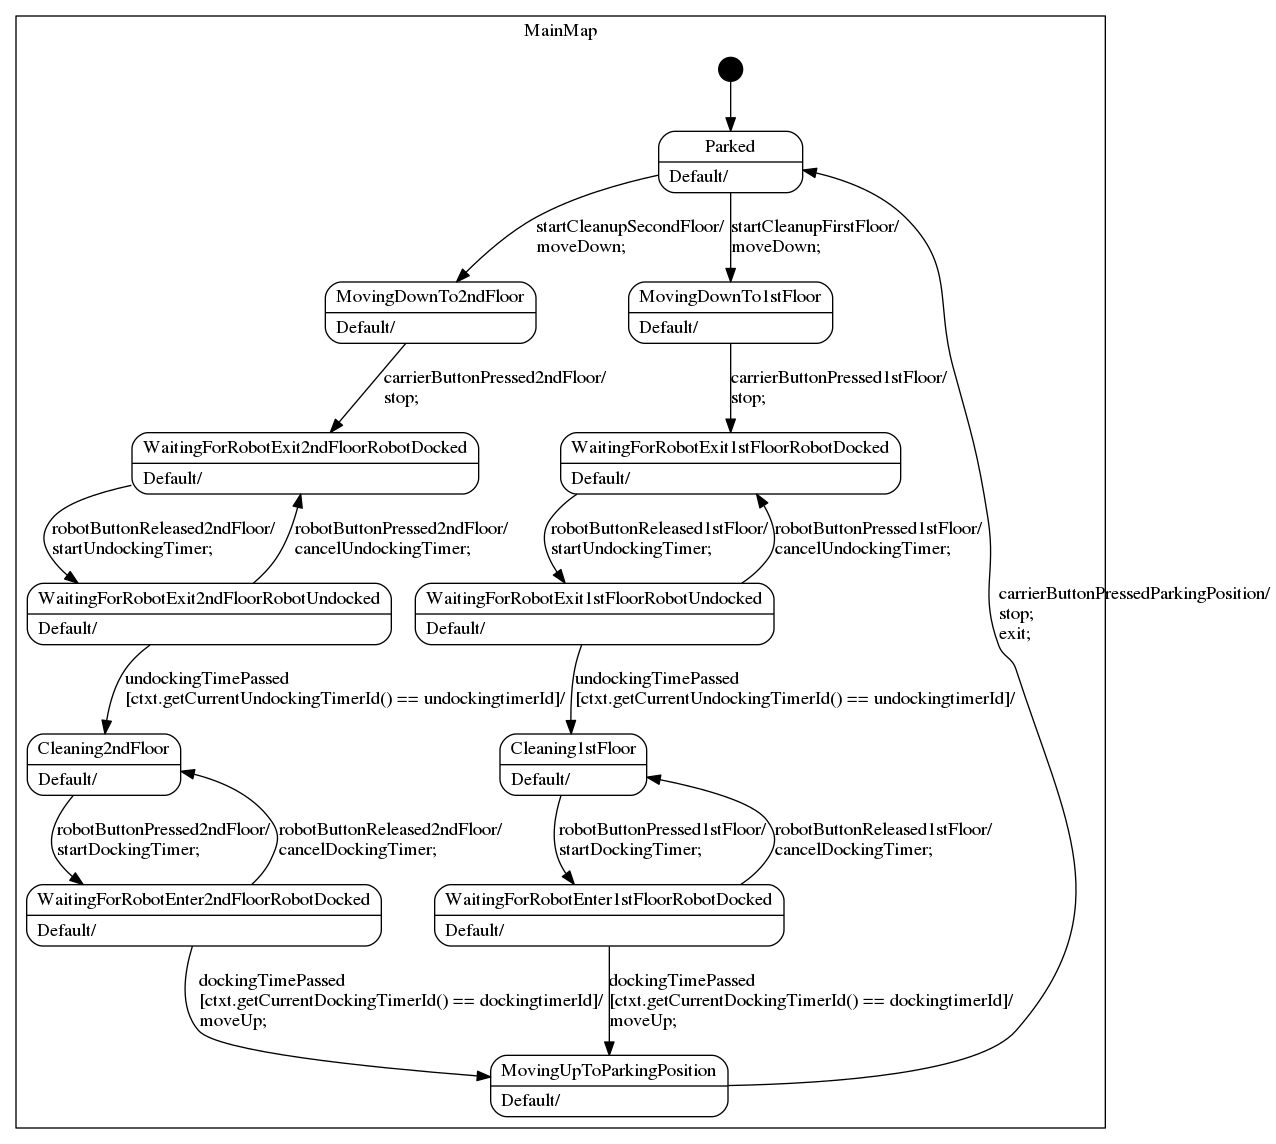 MainMap
Parked
Default/
startCleanupSecondFloor/
moveDown;
startCleanupFirstFloor/
moveDown;
MovingDownTo2ndFloor
Default/
MovingDownTo1stFloor
Default/
carrierButtonPressed2ndFloor/
stop;
carrierButtonPressed1stFloor/
stop;
WaitingForRobotExit2ndFloorRobotDocked
Default/
WaitingForRobotExit1stFloorRobotDocked
Default/
robotButtonReleased2ndFloor/
startUndockingTimer;
robotButtonPressed2ndFloor/
cancelUndockingTimer;
robotButtonReleased1stFloor/
startUndockingTimer;
robotButtonPressed1stFloor/
cancelUndockingTimer;
WaitingForRobotExit2ndFloorRobotUndocked
Default/
WaitingForRobotExit1stFloorRobotUndocked
Default/
carrierButtonPressedParkingPosition/
stop;
exit;
undockingTimePassed
[ctxt.getCurrentUndockingTimerId() == undockingtimerId]/
undockingTimePassed
[ctxt.getCurrentUndockingTimerId() == undockingtimerId]/
Cleaning2ndFloor
Default/
Cleaning1stFloor
Default/
robotButtonPressed2ndFloor/
startDockingTimer;
robotButtonReleased2ndFloor/
cancelDockingTimer;
robotButtonPressed1stFloor/
startDockingTimer;
robotButtonReleased1stFloor/
cancelDockingTimer;
WaitingForRobotEnter2ndFloorRobotDocked
Default/
WaitingForRobotEnter1stFloorRobotDocked
Default/
dockingTimePassed
[ctxt.getCurrentDockingTimerId() == dockingtimerId]/
moveUp;
dockingTimePassed
[ctxt.getCurrentDockingTimerId() == dockingtimerId]/
moveUp;
MovingUpToParkingPosition
Default/